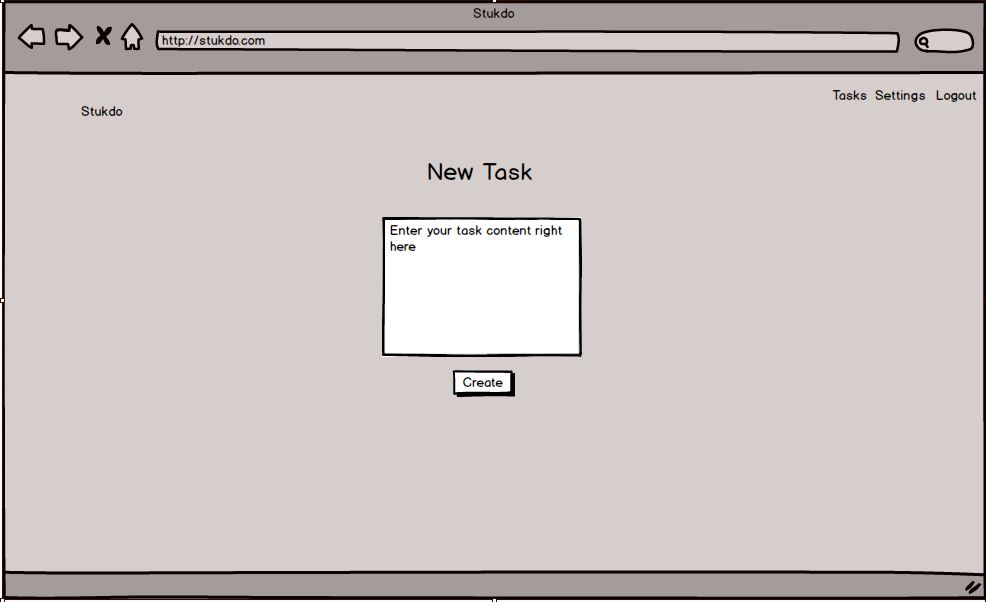 Stukdo
http://stukdo.com
Tasks Settings Logout
Stukdo
New Task
Enter your task content right
here
Create